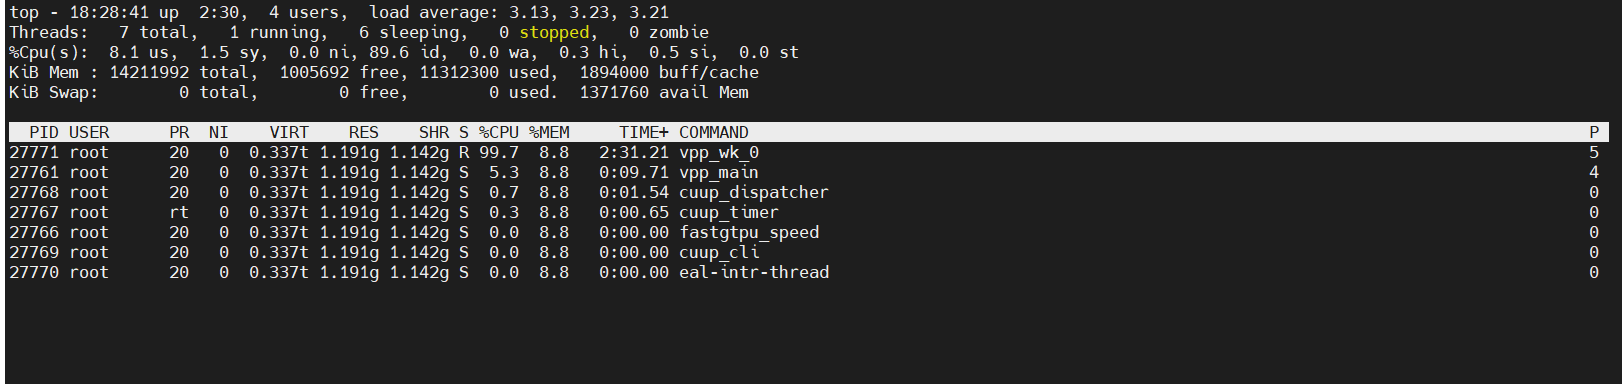 top - 18:28:41 up  2:30,  4 users,  load average: 3.13, 3.23, 3.21
Threads:   7 total,   1 running,   6 sleeping,   0 stopped,   0 zombie
%Cpu(s):  8.1 us,  1.5 sy,  0.0 ni, 89.6 id,  0.0 wa,  0.3 hi,  0.5 si,  0.0 st
KiB Mem : 14211992 total,  1005692 free, 11312300 used,  1894000 buff/cache
KiB Swap:        0 total,        0 free,        0 used.  1371760 avail Mem
  PID USER      PR  NI    VIRT    RES    SHR S %CPU %MEM     TIME+ COMMAND P
27771 root      20   0  0.337t 1.191g 1.142g R 99.7  8.8   2:31.21 vpp_wk_0 5
27761 root      20   0  0.337t 1.191g 1.142g S  5.3  8.8   0:09.71 vpp_main 4
27768 root      20   0  0.337t 1.191g 1.142g S  0.7  8.8   0:01.54 cuup_dispatcher 0
27767 root      rt   0  0.337t 1.191g 1.142g S  0.3  8.8   0:00.65 cuup_timer 0
27766 root      20   0  0.337t 1.191g 1.142g S  0.0  8.8   0:00.00 fastgtpu_speed 0
27769 root      20   0  0.337t 1.191g 1.142g S  0.0  8.8   0:00.00 cuup_cli 0
27770 root      20   0  0.337t 1.191g 1.142g S  0.0  8.8   0:00.00 eal-intr-thread 0